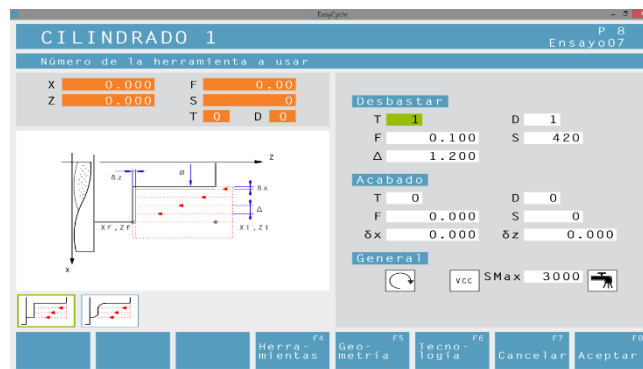 EasyCycle
CILINDRADO 1
P 8
Ensayo07
Número de la herramienta a usar
X 0.000 F 0.00
Z 0.000 S 0
T 0 D 0
Desbastar
T 1 D 1
F 0.100 S 420
Δ 1.200
Acabado
T 0 D 0
F 0.000 S 0
δx 0.000 δz 0.000
General
VCC SMax 3000
Z
δz
ø
δx
Δ
Xf,Zf
Xi,Zi
X
F4 Herra-
mientas
F5 Geo-
metría
F6 Tecno-
logía
F7 Cancelar
F8 Aceptar